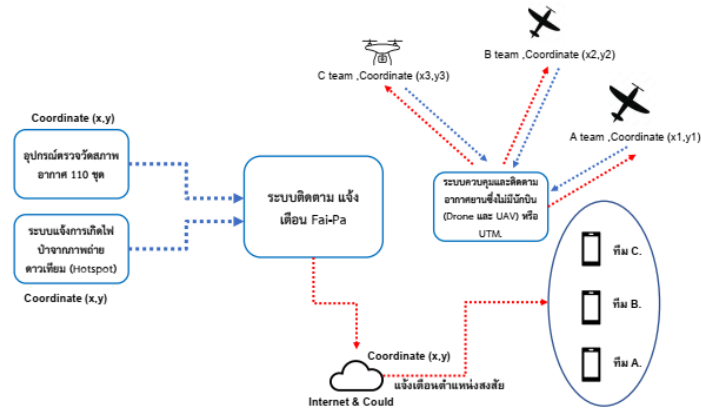 B team ,Coordinate (x2,y2)
C team ,Coordinate (x3,y3)
A team ,Coordinate (x1,y1)
Coordinate (x,y)
อุปกรณ์ตรวจวัดสภาพ
อากาศ 110 ชุด
ระบบแจ้งการเกิดไฟ
ป่าจากภาพถ่าย
ดาวเทียม (Hotspot)
Coordinate (x,y)
ระบบติดตาม แจ้ง
เตือน Fai-Pa
ระบบควบคุมและติดตาม
อากาศยานซึ่งไม่มีนักบิน
(Drone และ UAV) หรือ
UTM.
ทีม C.
ทีม B.
ทีม A.
Coordinate (x,y)
แจ้งเตือนตำแหน่งสงสัย
Internet & Could